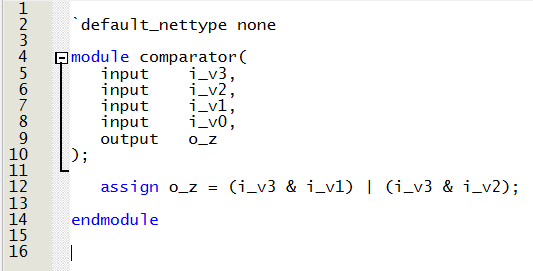 1
2 `default_nettype none
3
4 module comparator(
5 input i_v3,
6 input i_v2,
7 input i_v1,
8 input i_v0,
9 output o_z
10 );
11
12 assign o_z = (i_v3 & i_v1) | (i_v3 & i_v2);
13
14 endmodule
15
16